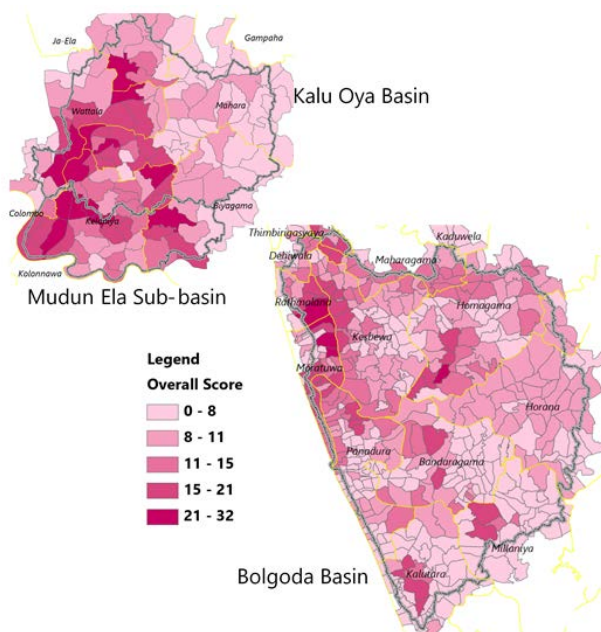 Ja-Ela
Gampaha
Kalu Oya Basin
Mahara
Wattala
Biyagama
Colombo
Kelaniya
Kolonnawa
Mudun Ela Sub-basin
Thimbirigasyaya
Kaduwela
Maharagama
Dehiwala
Rathmalana
Homagama
Kesbewa
Moratuwa
Horana
Panadura
Bandaragama
Millaniya
Kalutara
Bolgoda Basin
Legend
Overall Score
0 - 8
8 - 11
11 - 15
15 - 21
21 - 32